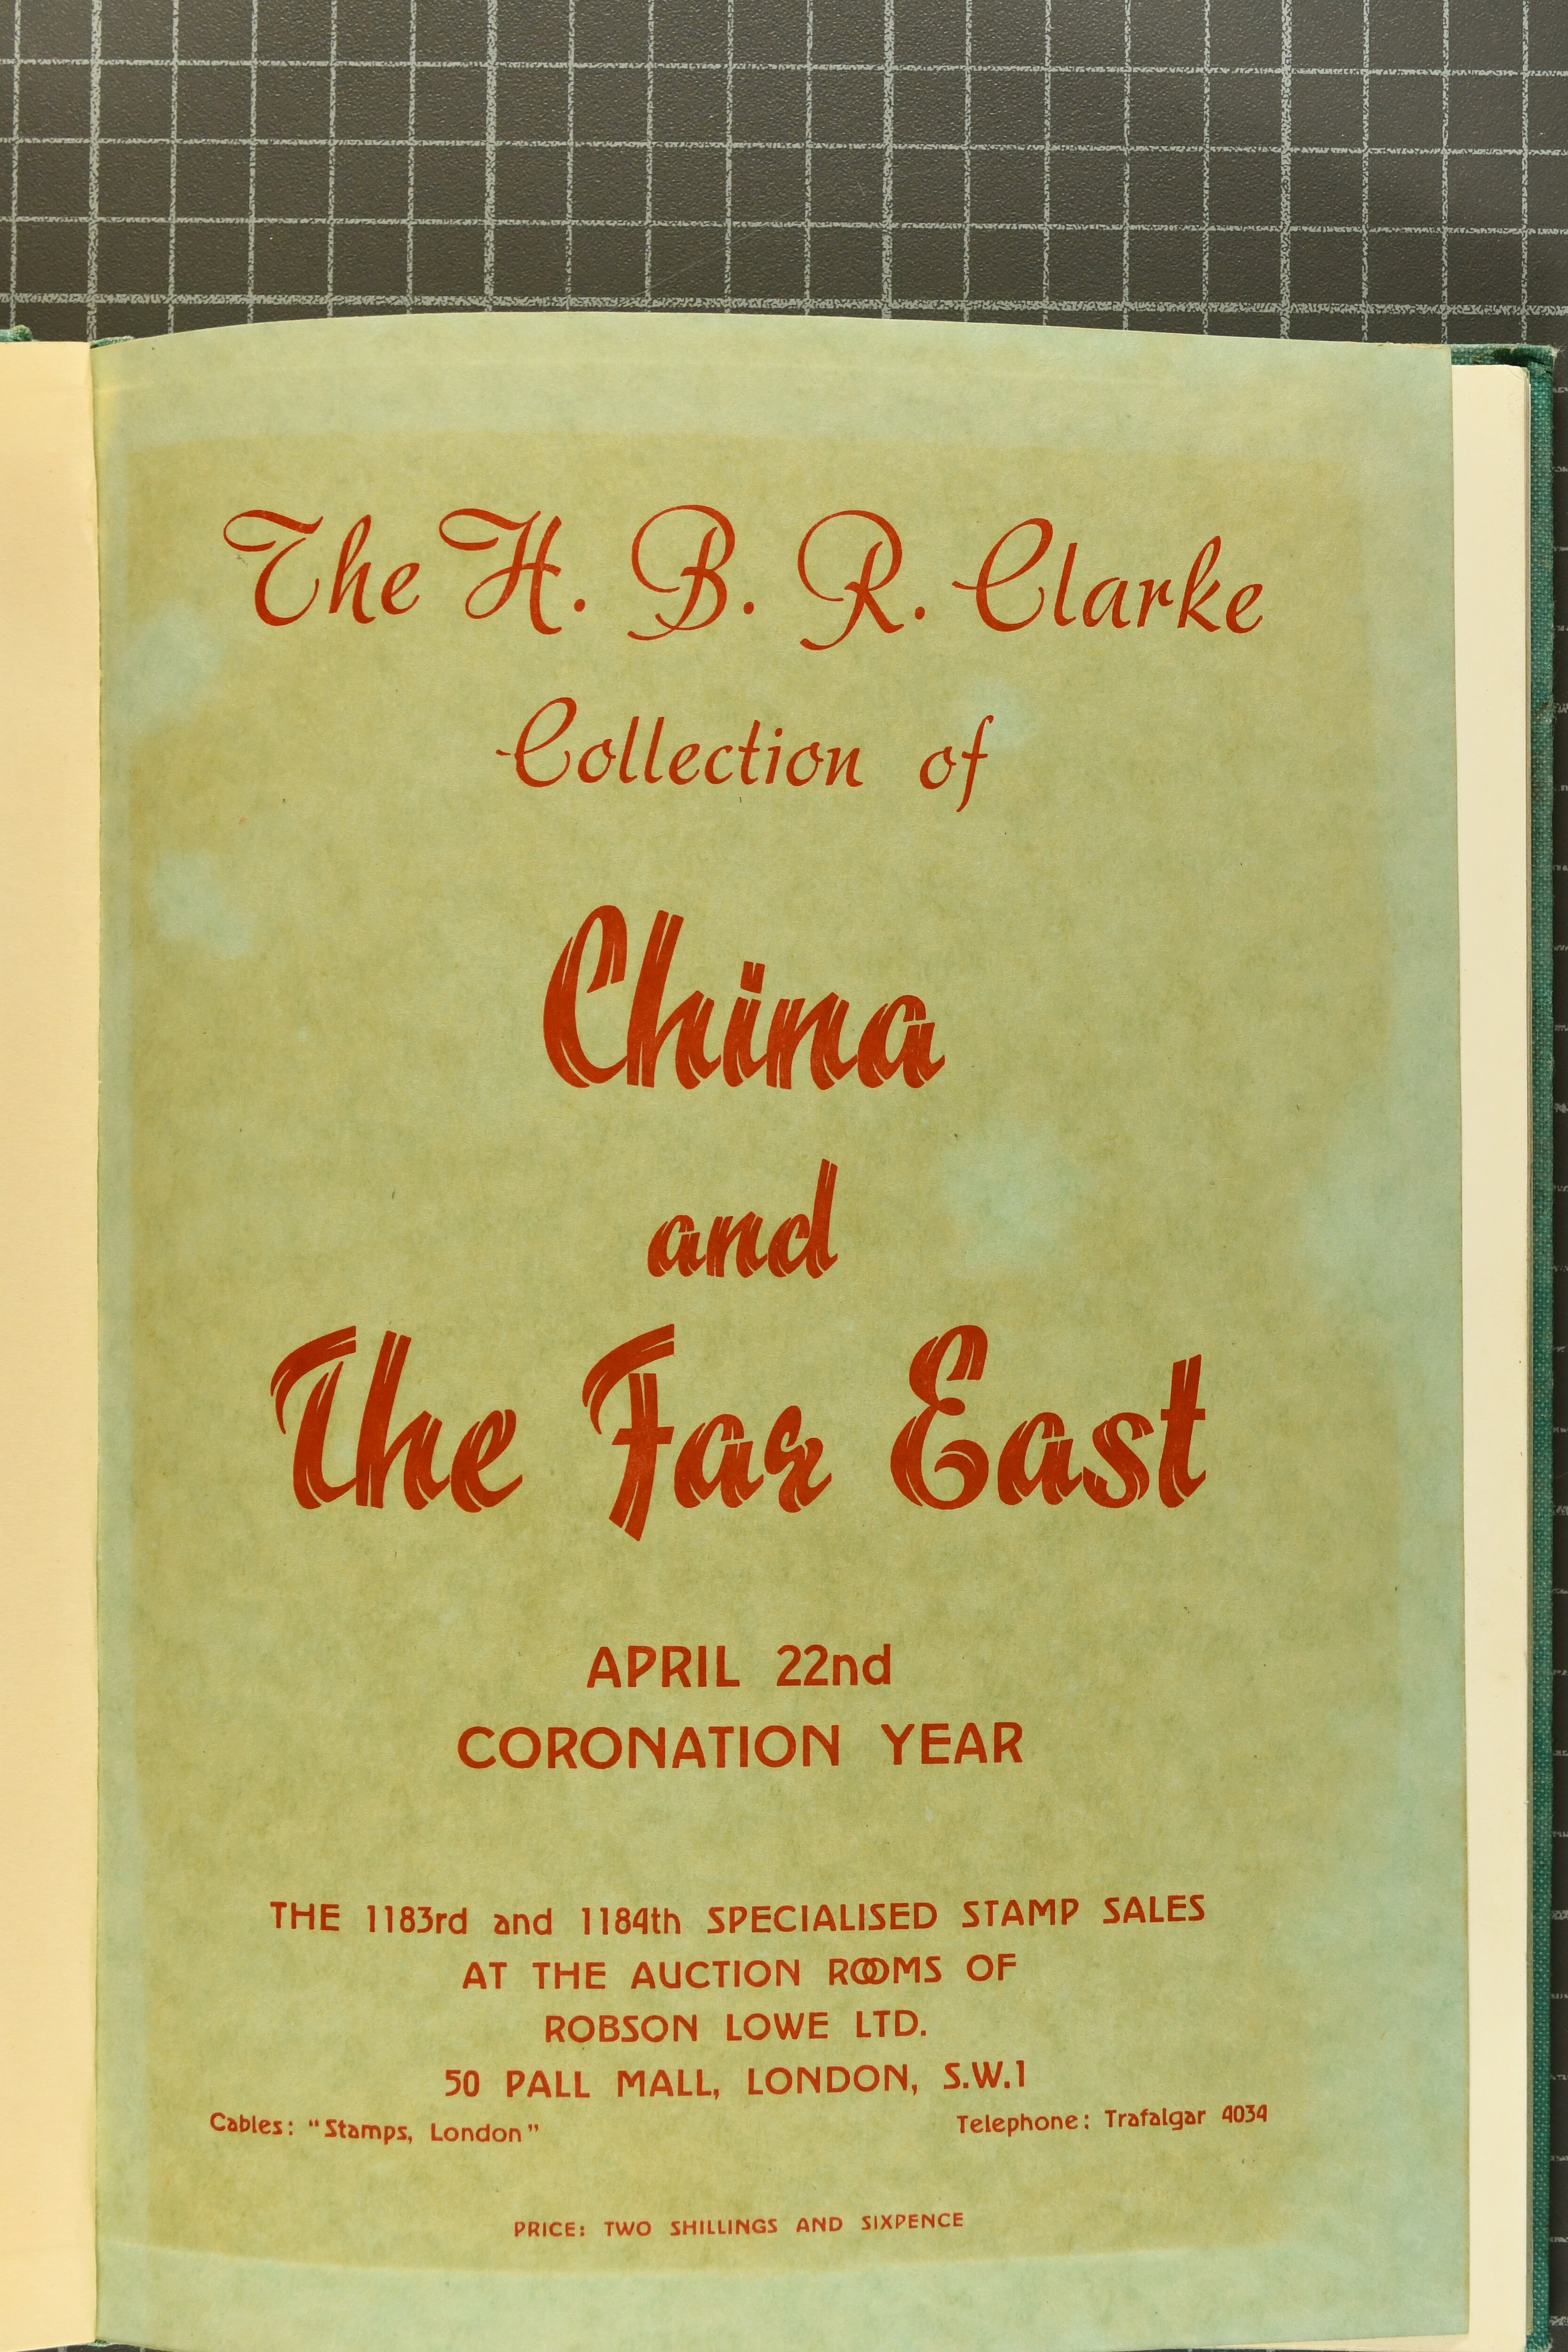 The H. B. R. Clarke
Collection of
China
and
The Far East
APRIL 22nd
CORONATION YEAR
THE 1183rd and 1184th SPECIALISED STAMP SALES
AT THE AUCTION ROOMS OF
ROBSON LOWE LTD.
50 PALL MALL, LONDON, S.W.1
Cables: "Stamps, London" Telephone: Trafalgar 4034
PRICE: TWO SHILLINGS AND SIXPENCE